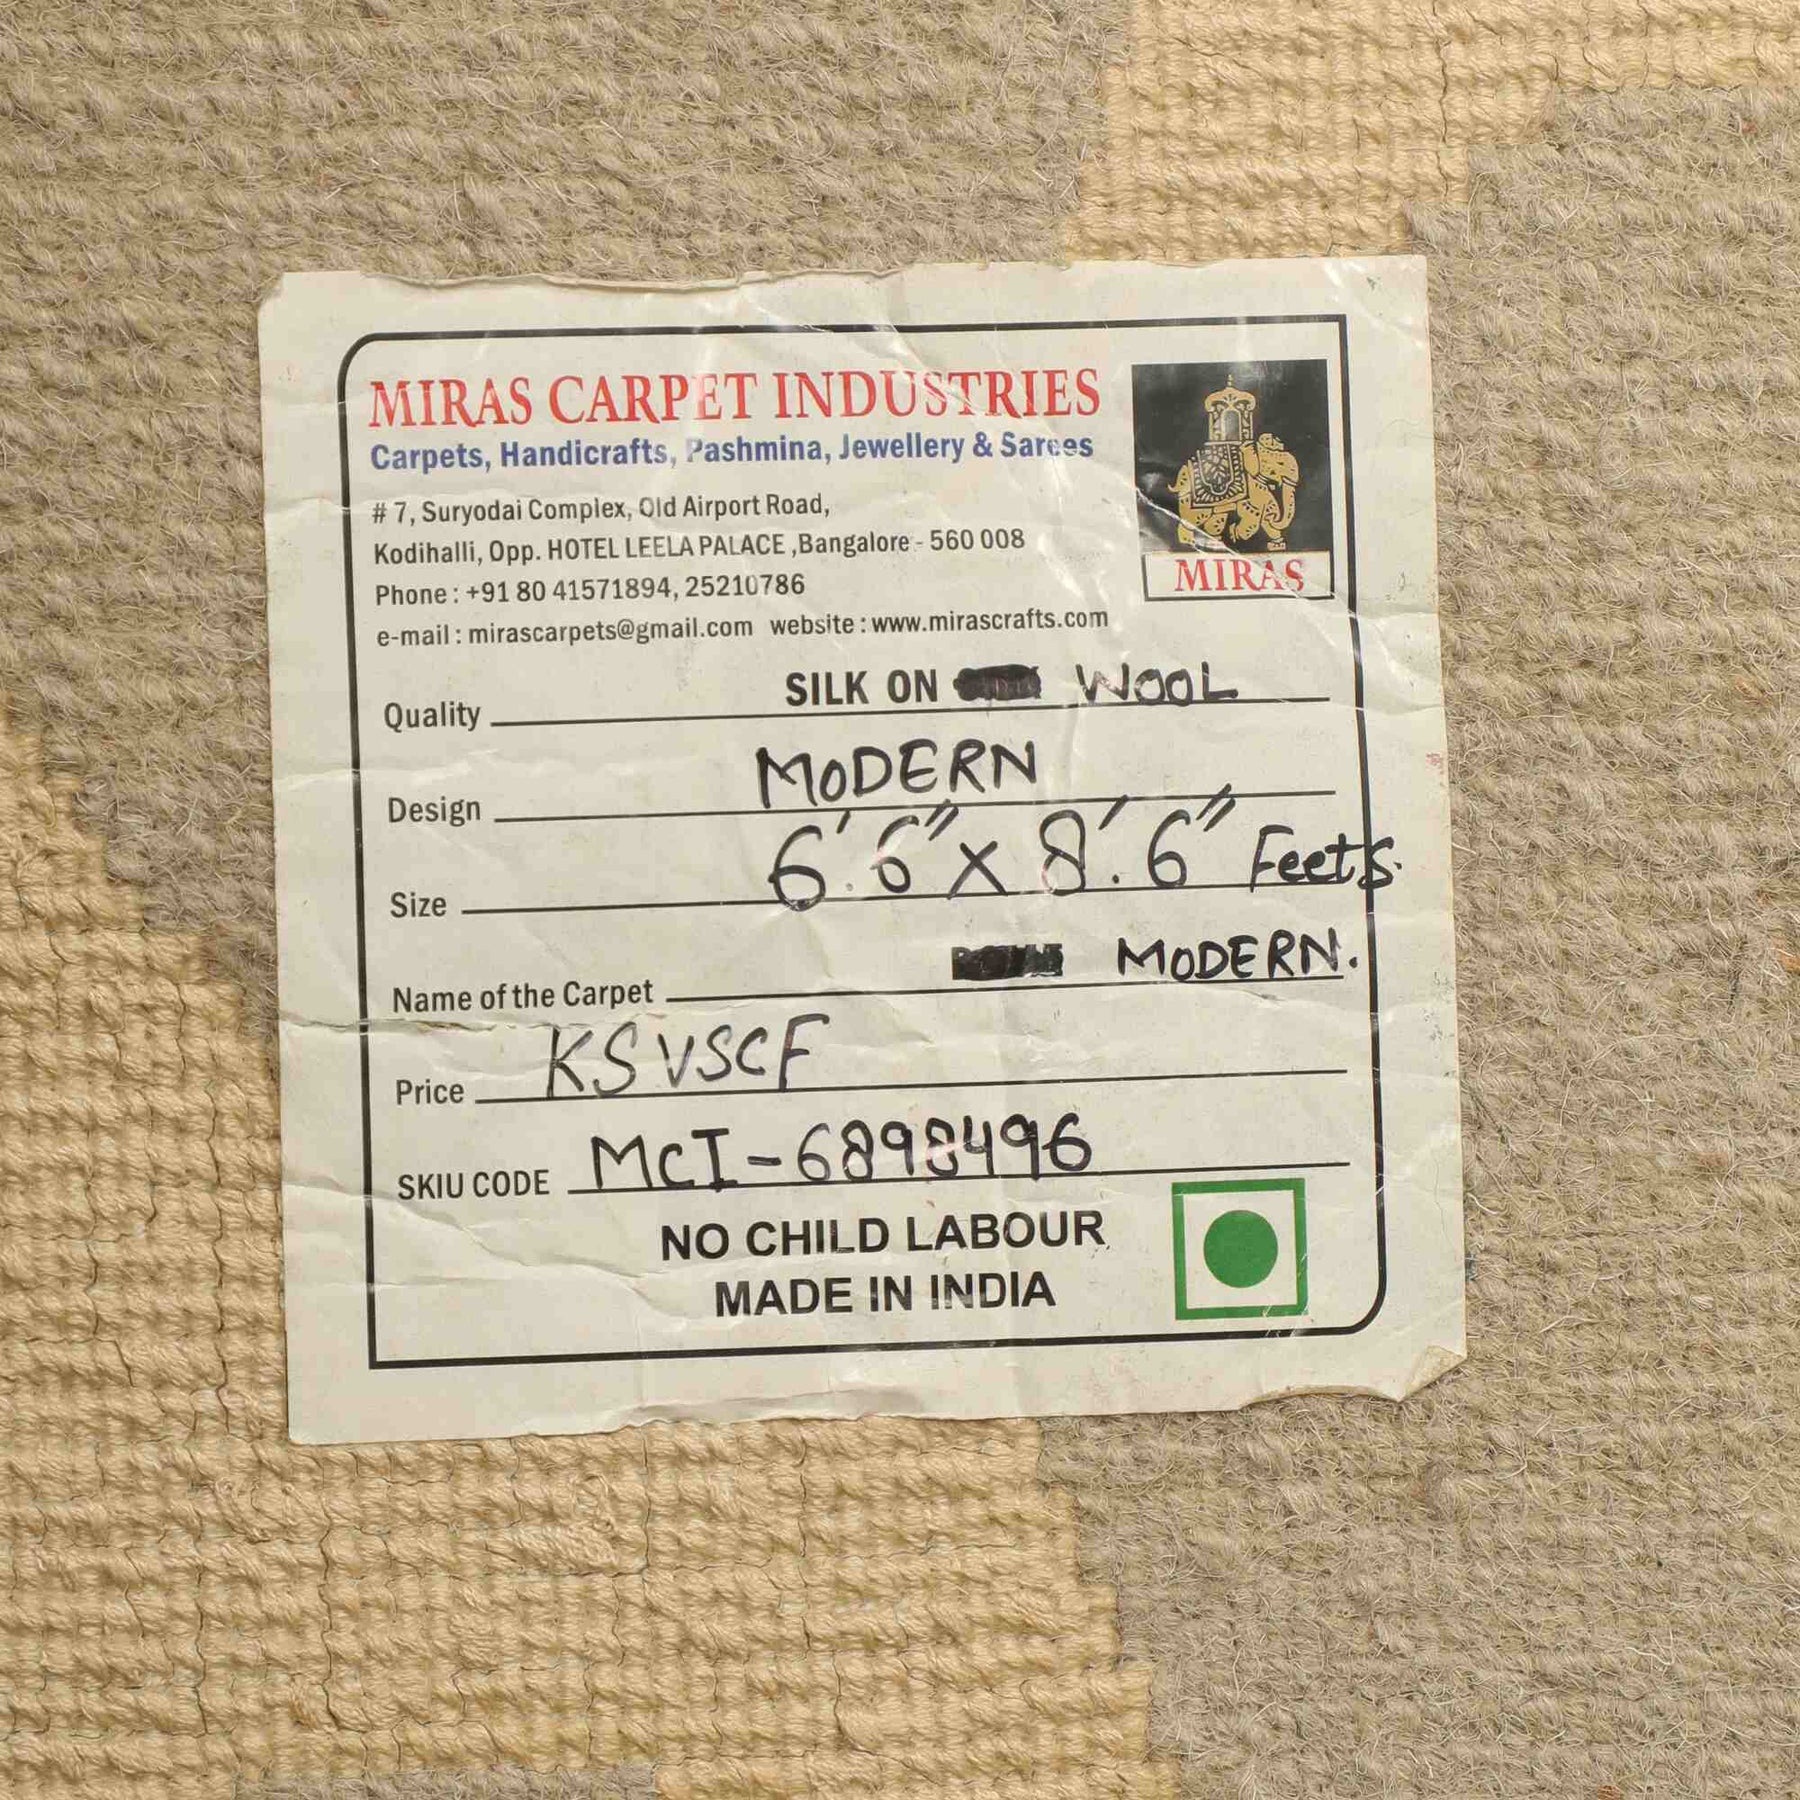 MIRAS CARPET INDUSTRIES
Carpets, Handicrafts, Pashmina, Jewellery & Sarees
# 7, Suryodai Complex, Old Airport Road,
Kodihalli, Opp. HOTEL LEELA PALACE ,Bangalore - 560 008
Phone : +91 80 41571894, 25210786
e-mail : mirascarpets@gmail.com website : www.mirascrafts.com
MIRAS
Quality SILK ON WOOL
Design MODERN
Size 6'.6" x 8'.6" Feets.
Name of the Carpet MODERN.
Price KSVSCF
SKIU CODE MCI-6898496
NO CHILD LABOUR
MADE IN INDIA